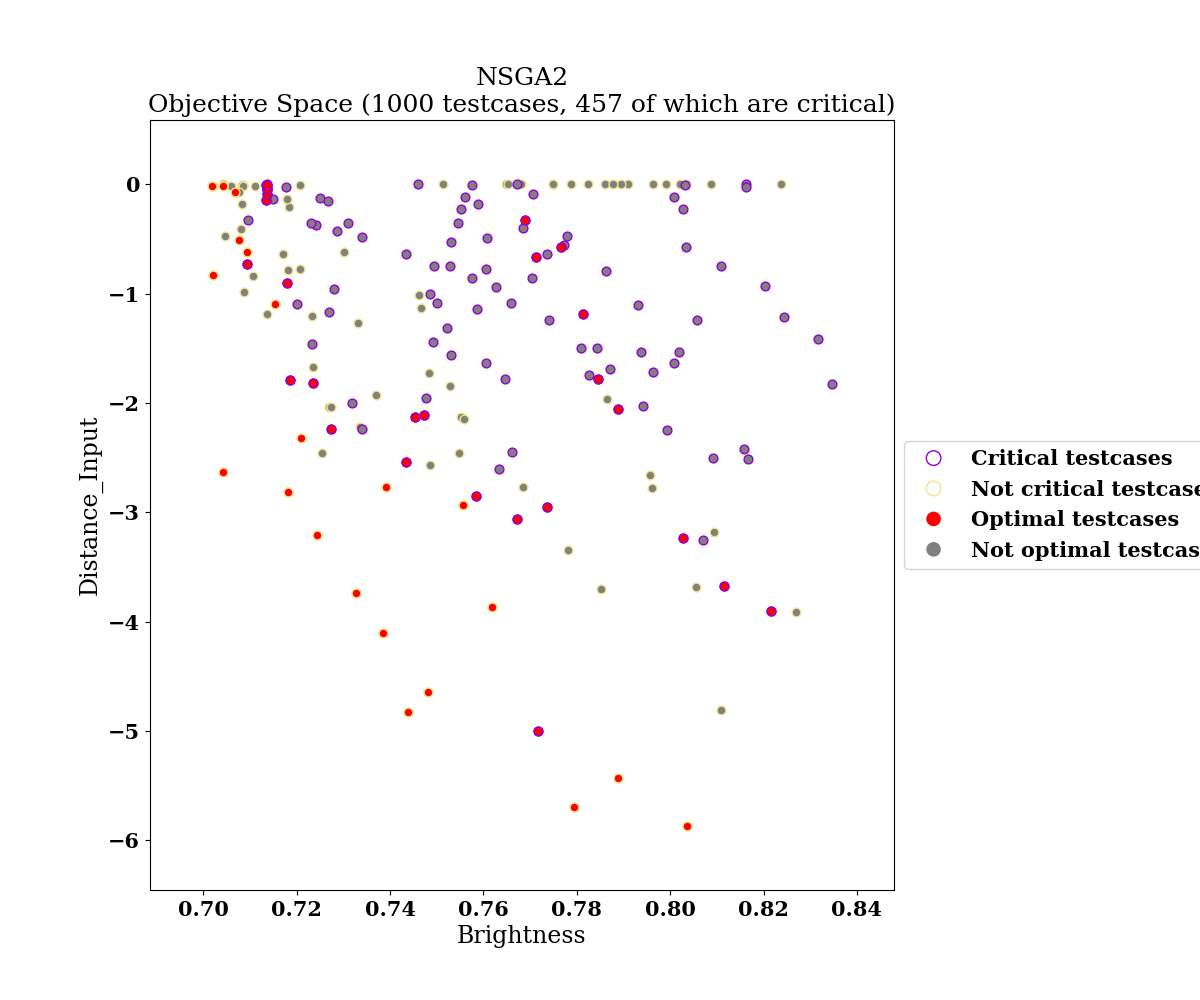 NSGA2
Objective Space (1000 testcases, 457 of which are critical)
0
−1
−2
−3
−4
−5
−6
Distance_Input
0.70 0.72 0.74 0.76 0.78 0.80 0.82 0.84
Brightness
Critical testcases
Not critical testcase
Optimal testcases
Not optimal testcas